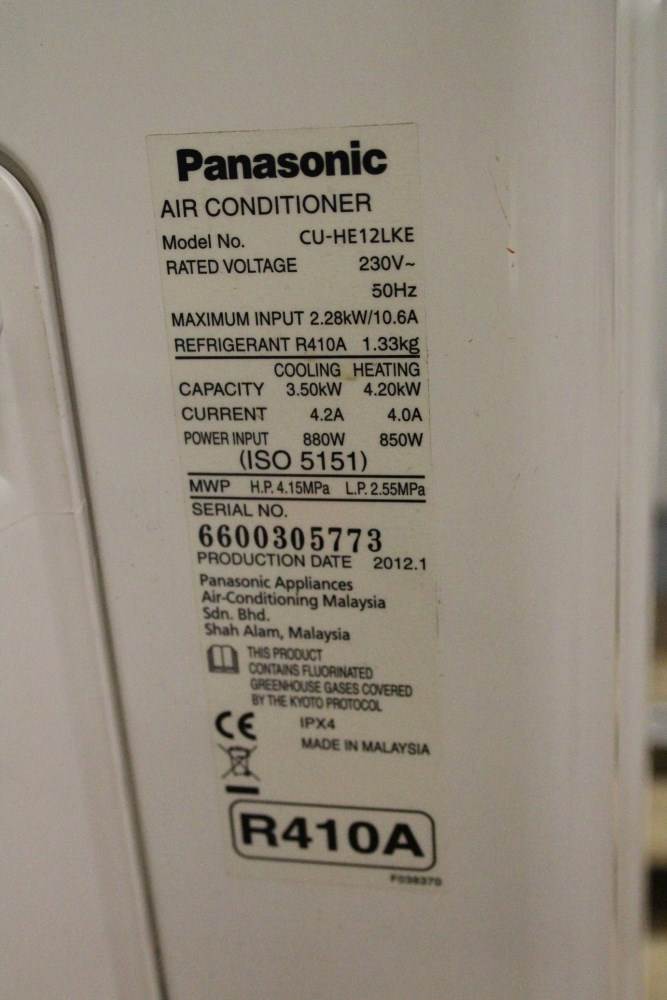 Panasonic
AIR CONDITIONER
Model No. CU-HE12LKE
RATED VOLTAGE 230V~
50Hz
MAXIMUM INPUT 2.28kW/10.6A
REFRIGERANT R410A 1.33kg
COOLING HEATING
CAPACITY 3.50kW 4.20kW
CURRENT 4.2A 4.0A
POWER INPUT 880W 850W
(ISO 5151)
MWP H.P. 4.15MPa L.P. 2.55MPa
SERIAL NO.
6600305773
PRODUCTION DATE 2012.1
Panasonic Appliances
Air-Conditioning Malaysia
Sdn. Bhd.
Shah Alam, Malaysia
THIS PRODUCT
CONTAINS FLUORINATED
GREENHOUSE GASES COVERED
BY THE KYOTO PROTOCOL
CE IPX4
MADE IN MALAYSIA
R410A
F038370